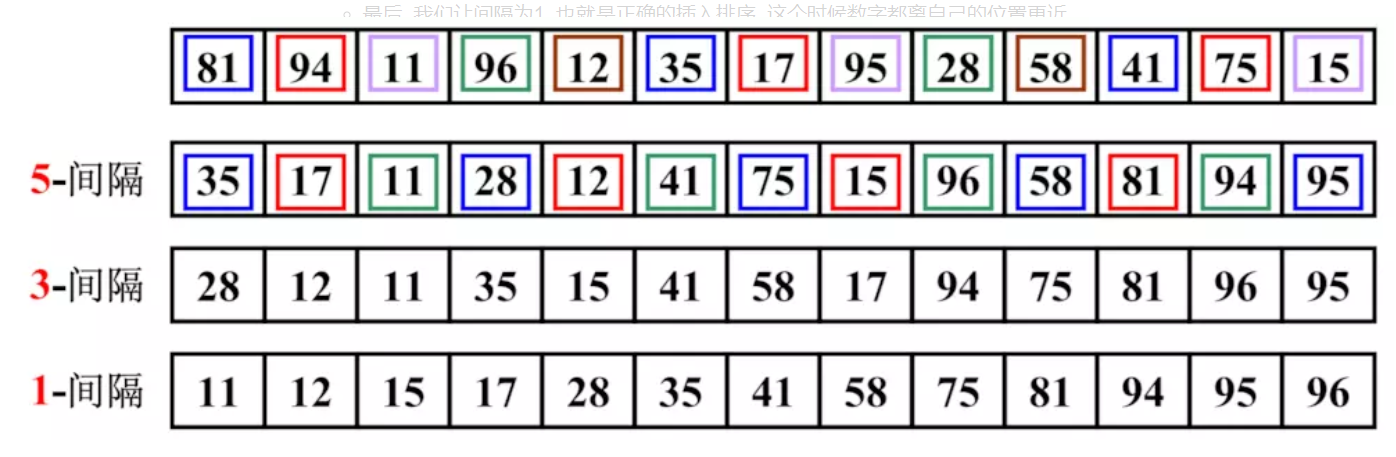 最后, 我们让间隔为1, 也就是正确的插入排序, 这个时候数字都离自己的位置更近
81 94 11 96 12 35 17 95 28 58 41 75 15
5-间隔 35 17 11 28 12 41 75 15 96 58 81 94 95
3-间隔 28 12 11 35 15 41 58 17 94 75 81 96 95
1-间隔 11 12 15 17 28 35 41 58 75 81 94 95 96